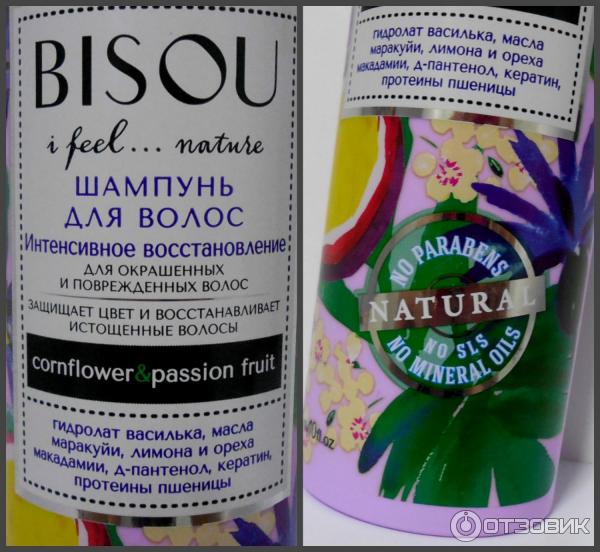 BISOU
i feel... nature
ШАМПУНЬ
ДЛЯ ВОЛОС
Интенсивное восстановление
ДЛЯ ОКРАШЕННЫХ
И ПОВРЕЖДЕННЫХ ВОЛОС
ЗАЩИЩАЕТ ЦВЕТ И ВОССТАНАВЛИВАЕТ
ИСТОЩЕННЫЕ ВОЛОСЫ
cornflower&passion fruit
гидролат василька, масла
маракуйи, лимона и ореха
макадамии, д-пантенол, кератин,
протеины пшеницы
гидролат василька, масла
маракуйи, лимона и ореха
макадамии, д-пантенол, кератин,
протеины пшеницы
NO PARABENS
NATURAL
NO SLS
NO MINERAL OILS
fl.oz
ОТЗОВИК